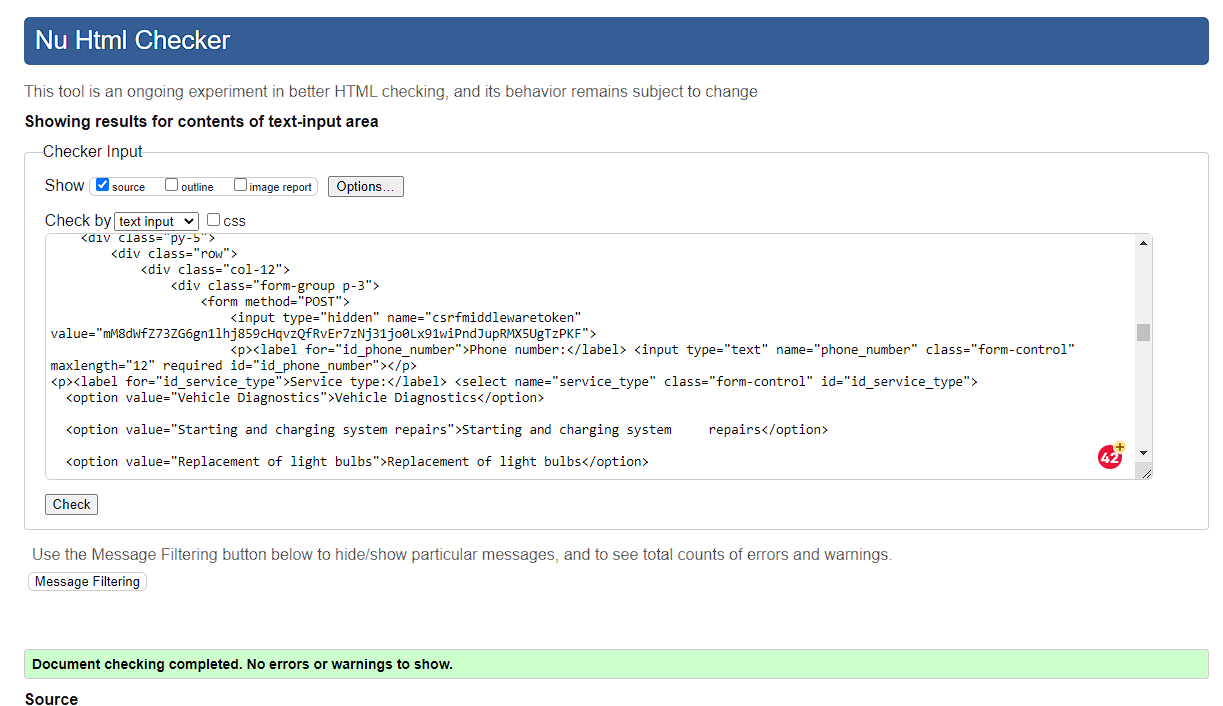 Nu Html Checker
This tool is an ongoing experiment in better HTML checking, and its behavior remains subject to change
Showing results for contents of text-input area
Checker Input
Show source outline image report Options...
Check by text input css
<div class="py-5">
<div class="row">
<div class="col-12">
<div class="form-group p-3">
<form method="POST">
<input type="hidden" name="csrfmiddlewaretoken"
value="mM8dWfZ73ZG6gn1lhj859cHqvzQfRvEr7zNj31jo0Lx91wiPndJupRMX5UgTzPKF">
<p><label for="id_phone_number">Phone number:</label> <input type="text" name="phone_number" class="form-control"
maxlength="12" required id="id_phone_number"></p>
<p><label for="id_service_type">Service type:</label> <select name="service_type" class="form-control" id="id_service_type">
<option value="Vehicle Diagnostics">Vehicle Diagnostics</option>
<option value="Starting and charging system repairs">Starting and charging system     repairs</option>
<option value="Replacement of light bulbs">Replacement of light bulbs</option>
42+
Check
Use the Message Filtering button below to hide/show particular messages, and to see total counts of errors and warnings.
Message Filtering
Document checking completed. No errors or warnings to show.
Source